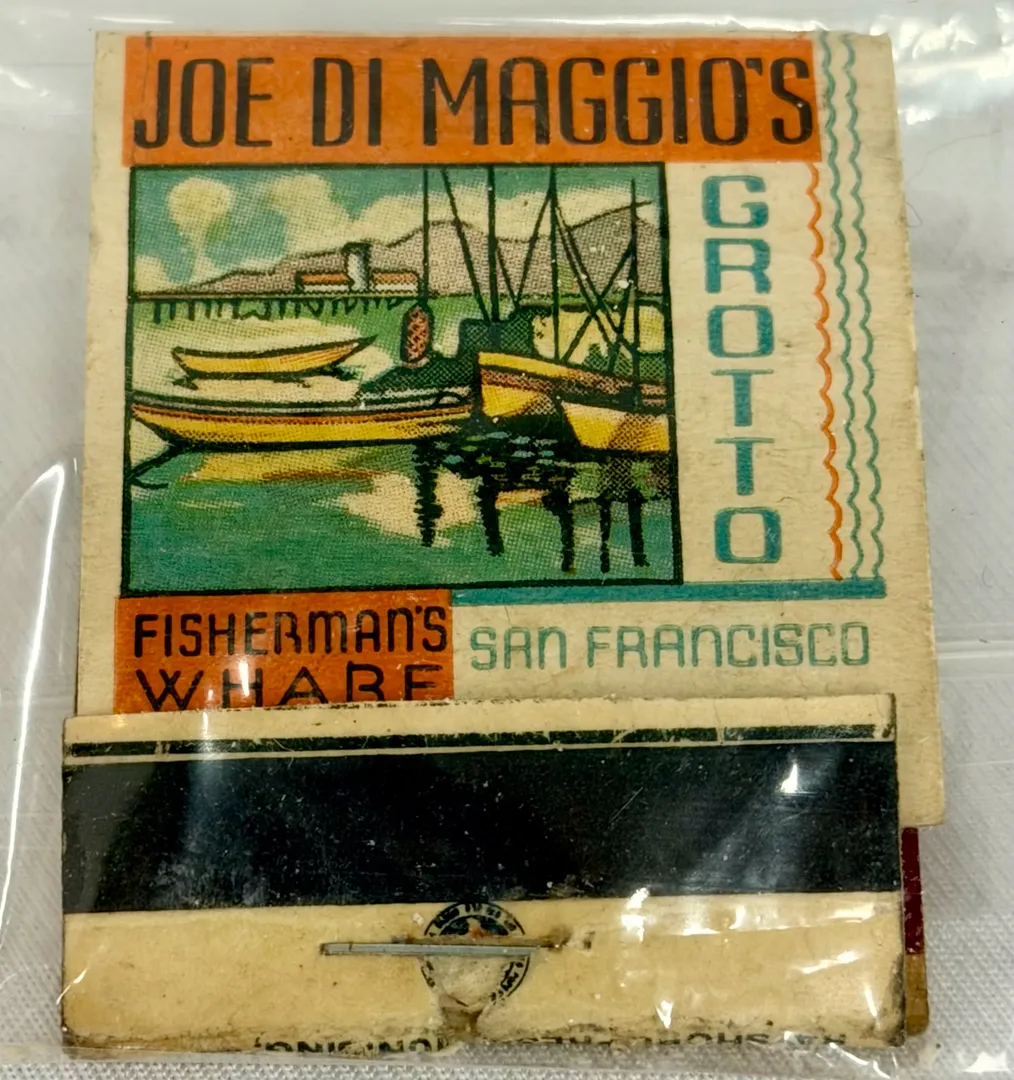 JOE DI MAGGIO'S
GROTTO
FISHERMAN'S
WHARF
SAN FRANCISCO